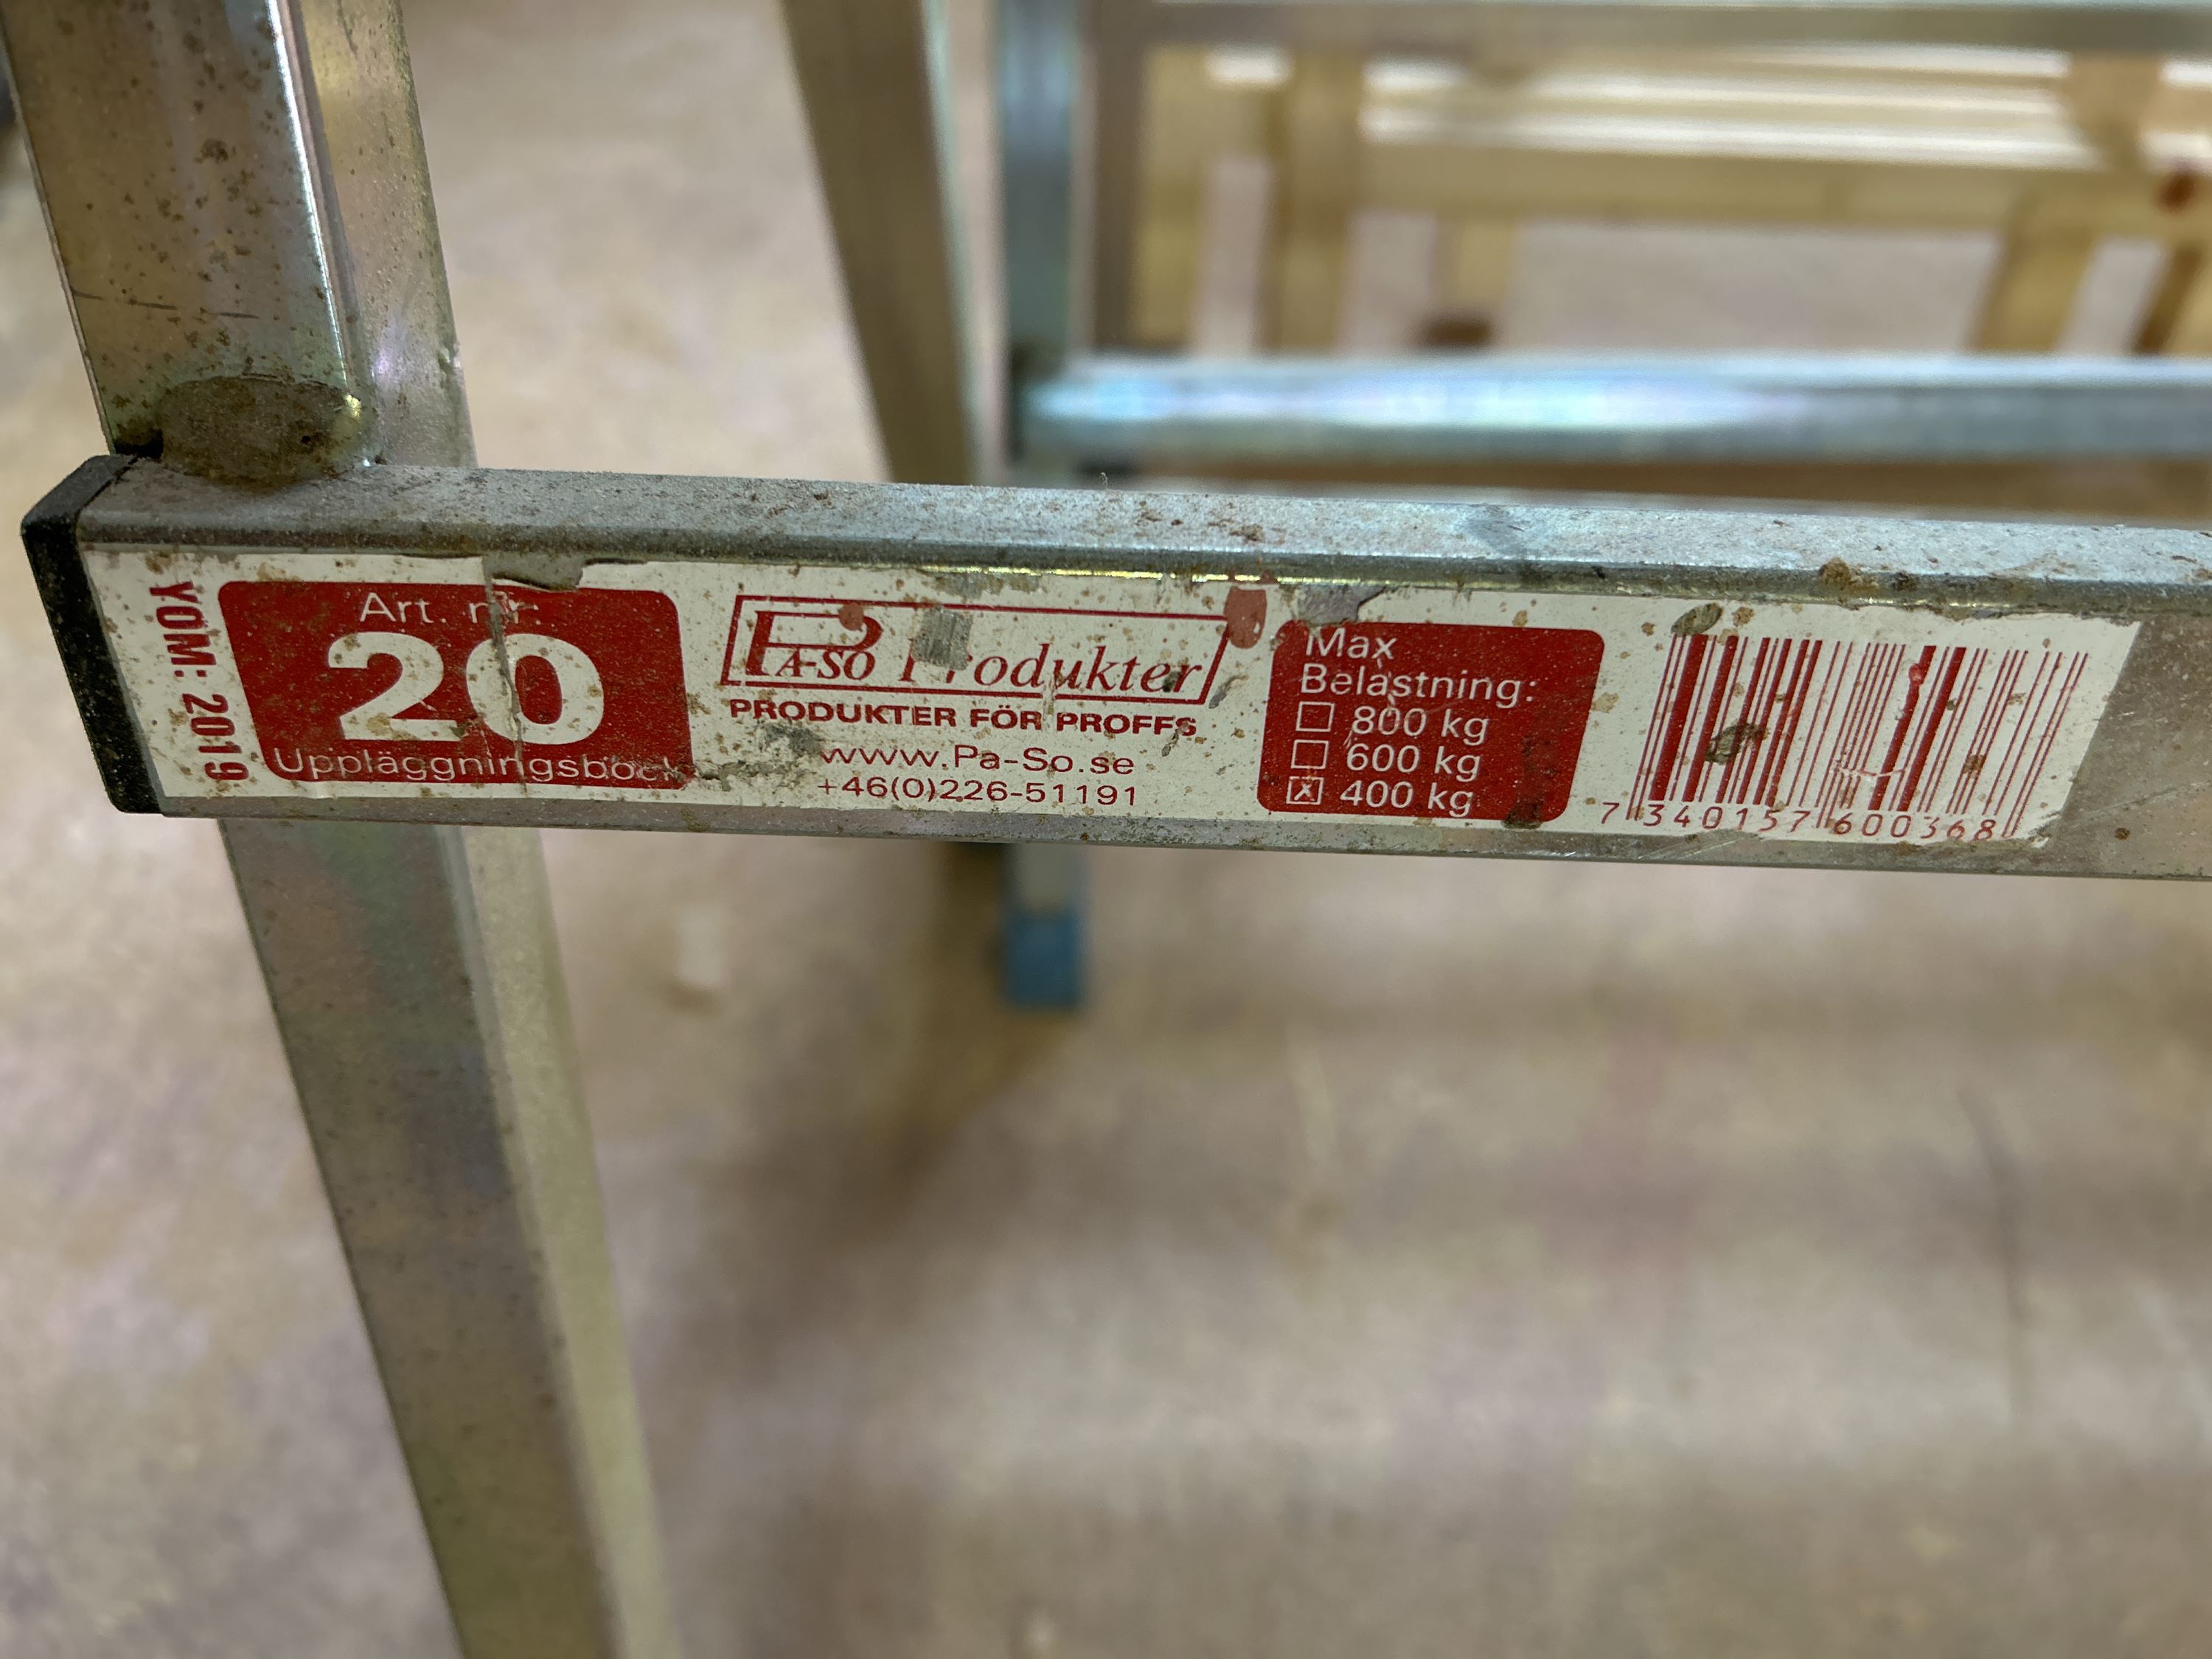 YOM: 2019
Art. nr:
20
Uppläggningsbock
PA-SO Produkter
PRODUKTER FÖR PROFFS
www.Pa-So.se
+46(0)226-51191
Max
Belastning:
☐ 800 kg
☐ 600 kg
☒ 400 kg
7 340157 600368